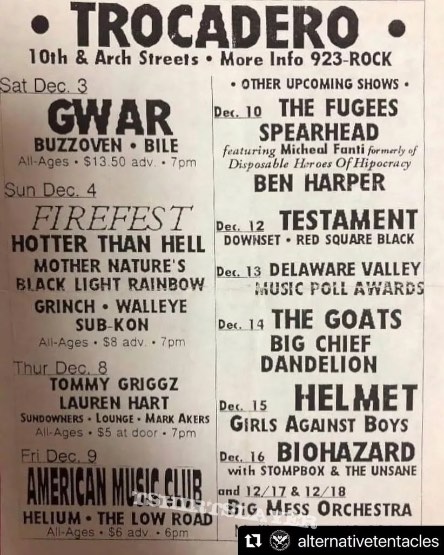 • TROCADERO •
10th & Arch Streets • More Info 923-ROCK
Sat Dec. 3
GWAR
BUZZOVEN • BILE
All-Ages • $13.50 adv. • 7pm
Sun Dec. 4
FIREFEST
HOTTER THAN HELL
MOTHER NATURE'S
BLACK LIGHT RAINBOW
GRINCH • WALLEYE
SUB-KON
All-Ages • $8 adv. • 7pm
Thur Dec. 8
TOMMY GRIGGZ
LAUREN HART
SUNDOWNERS • LOUNGE • MARK AKERS
All-Ages • $5 at door • 7pm
Fri Dec. 9
AMERICAN MUSIC CLUB
HELIUM • THE LOW ROAD
All-Ages • $6 adv. • 6pm
• OTHER UPCOMING SHOWS •
Dec. 10 THE FUGEES
SPEARHEAD
featuring Micheal Fanti formerly of
Disposable Heroes Of Hipocracy
BEN HARPER
Dec. 12 TESTAMENT
DOWNSET • RED SQUARE BLACK
Dec. 13 DELAWARE VALLEY
MUSIC POLL AWARDS
Dec. 14 THE GOATS
BIG CHIEF
DANDELION
Dec. 15 HELMET
GIRLS AGAINST BOYS
Dec. 16 BIOHAZARD
with STOMPBOX & THE UNSANE
and 12/17 & 12/18
BIG MESS ORCHESTRA
TSHIRTSLAYER
alternativetentacles